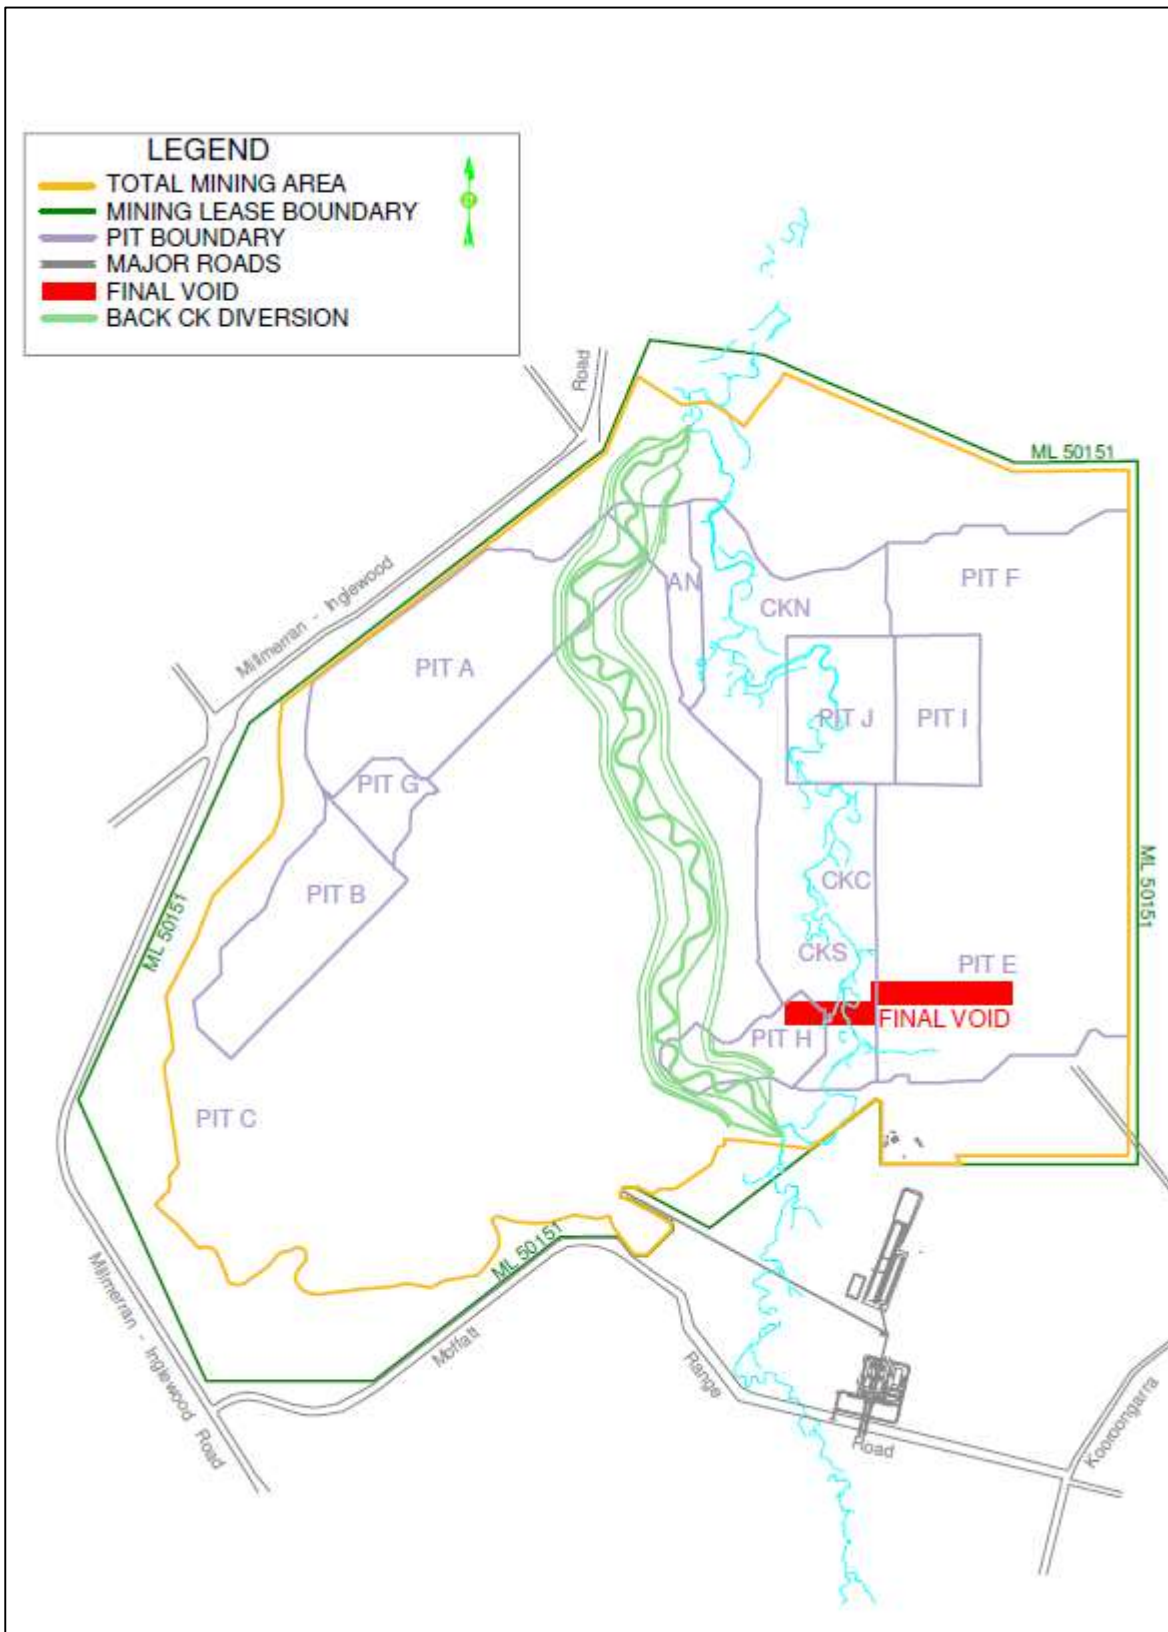 LEGEND
TOTAL MINING AREA
MINING LEASE BOUNDARY
PIT BOUNDARY
MAJOR ROADS
FINAL VOID
BACK CK DIVERSION
Road
ML 50151
Millmerran - Inglewood
PIT F
AN
CKN
PIT A
PIT J
PIT I
PIT G
PIT B
CKC
ML 50151
ML 50151
CKS
PIT E
FINAL VOID
PIT H
PIT C
ML 50151
Millmerran - Inglewood Road
Moffatt
Range
Road
Kooroongarra